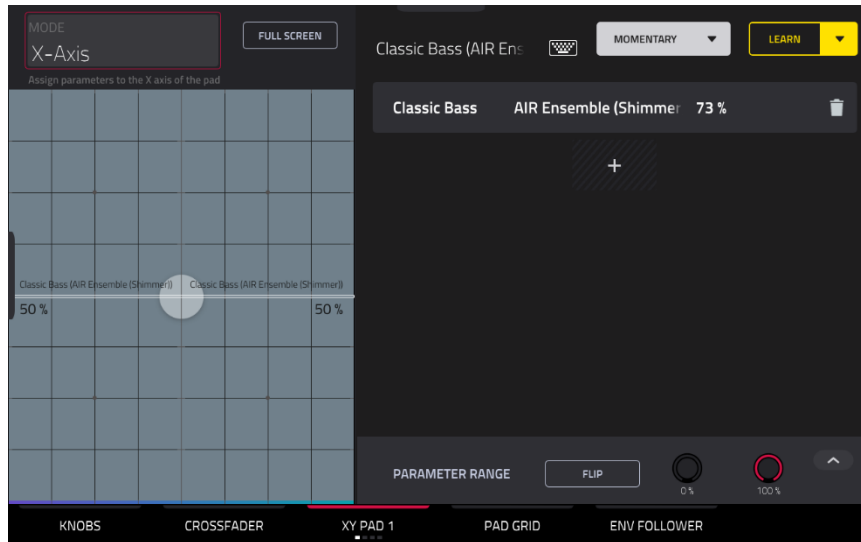 MODE
X-Axis
FULL SCREEN
Assign parameters to the X axis of the pad
Classic Bass (AIR Ens
MOMENTARY
LEARN
Classic Bass AIR Ensemble (Shimmer 73 %
+
Classic Bass (AIR Ensemble (Shimmer)) Classic Bass (AIR Ensemble (Shimmer))
50 % 50 %
PARAMETER RANGE FLIP
0 % 100 %
KNOBS CROSSFADER XY PAD 1 PAD GRID ENV FOLLOWER